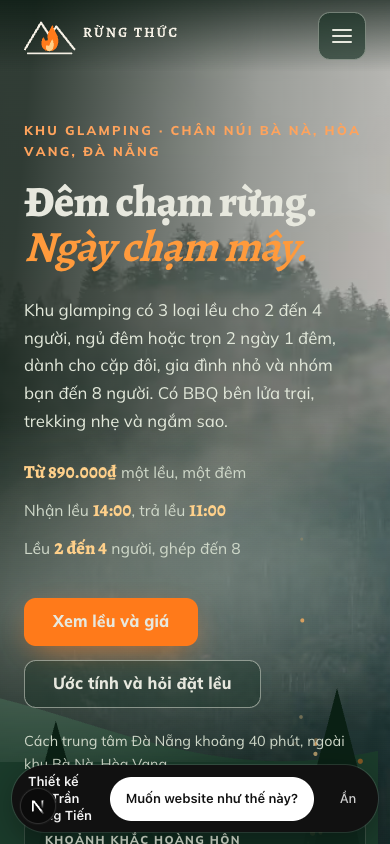 RỪNG THỨC
KHU GLAMPING · CHÂN NÚI BÀ NÀ, HÒA
VANG, ĐÀ NẴNG
Đêm chạm rừng.
Ngày chạm mây.
Khu glamping có 3 loại lều cho 2 đến 4
người, ngủ đêm hoặc trọn 2 ngày 1 đêm,
dành cho cặp đôi, gia đình nhỏ và nhóm
bạn đến 8 người. Có BBQ bên lửa trại,
trekking nhẹ và ngắm sao.
Từ 890.000₫ một lều, một đêm
Nhận lều 14:00, trả lều 11:00
Lều 2 đến 4 người, ghép đến 8
Xem lều và giá
Ước tính và hỏi đặt lều
Cách trung tâm Đà Nẵng khoảng 40 phút, ngoài
khu Bà Nà, Hòa Vang
Thiết kế
Trần
Tiến
N
Muốn website như thế này?
Ẩn
KHOẢNH KHẮC HOÀNG HÔN